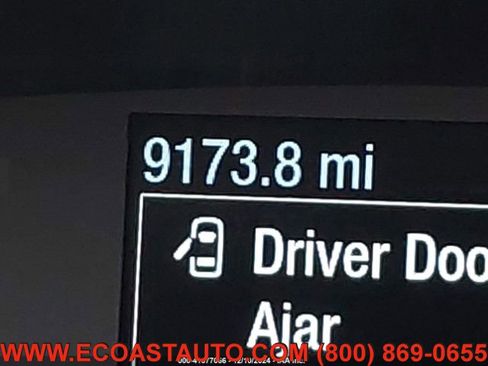 9173.8 mi
Driver Doo
Ajar
WWW.ECOASTAUTO.COM (800) 869-0655